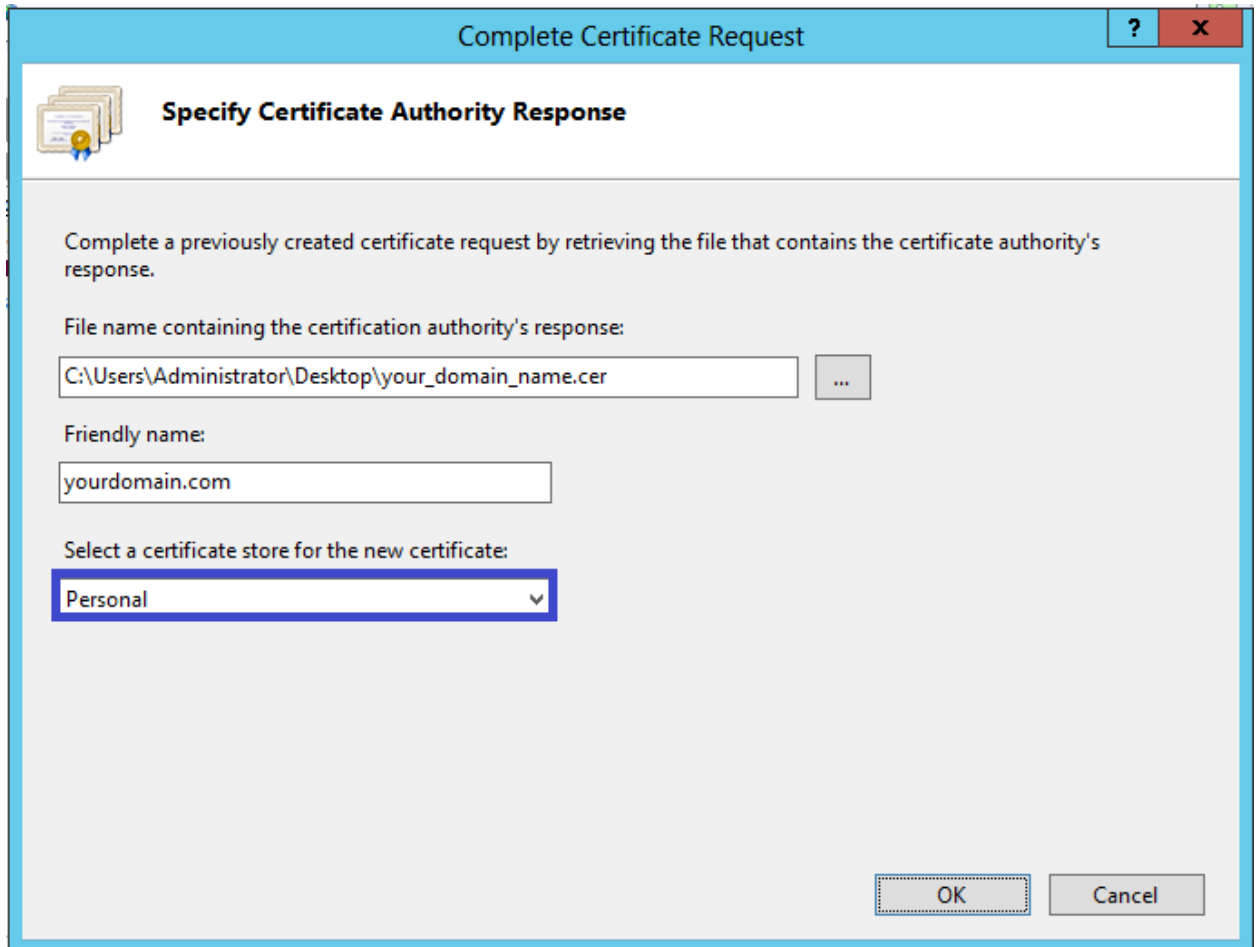 Complete Certificate Request
?
x
Specify Certificate Authority Response
Complete a previously created certificate request by retrieving the file that contains the certificate authority's
response.
File name containing the certification authority's response:
C:\Users\Administrator\Desktop\your_domain_name.cer
...
Friendly name:
yourdomain.com
Select a certificate store for the new certificate:
Personal
OK
Cancel